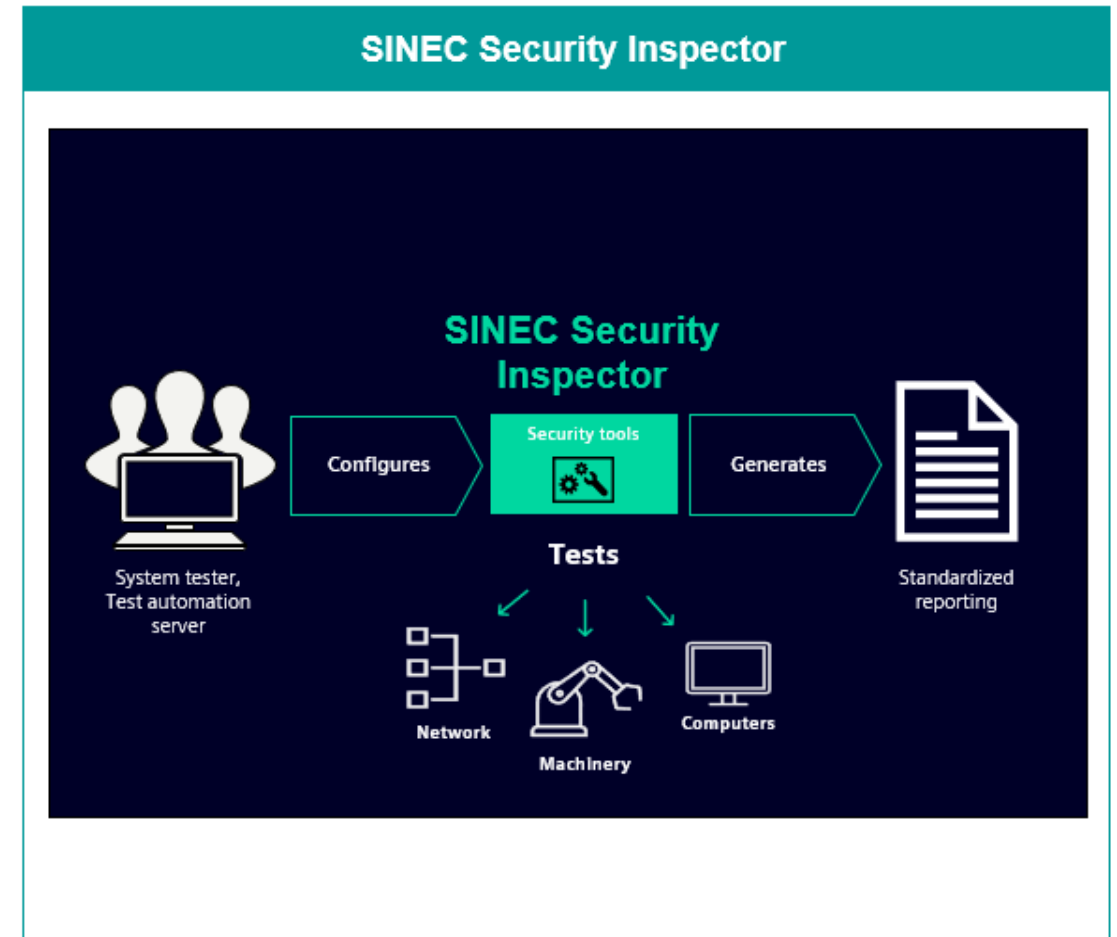 SINEC Security Inspector
SINEC Security
Inspector
Configures
Security tools
Generates
System tester,
Test automation
server
Tests
Standardized
reporting
Network
Machinery
Computers